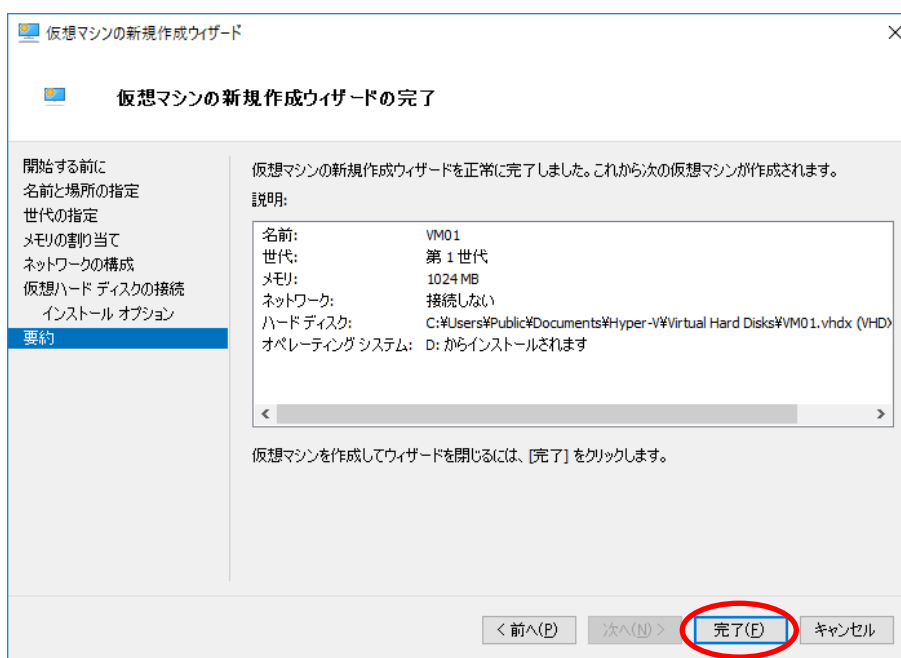 仮想マシンの新規作成ウィザード
仮想マシンの新規作成ウィザードの完了
開始する前に
名前と場所の指定
世代の指定
メモリの割り当て
ネットワークの構成
仮想ハード ディスクの接続
インストール オプション
要約
仮想マシンの新規作成ウィザードを正常に完了しました。これから次の仮想マシンが作成されます。
説明:
名前: VM01
世代: 第 1 世代
メモリ: 1024 MB
ネットワーク: 接続しない
ハード ディスク: C:¥Users¥Public¥Documents¥Hyper-V¥Virtual Hard Disks¥VM01.vhdx (VHD)
オペレーティング システム: D: からインストールされます
仮想マシンを作成してウィザードを閉じるには、[完了] をクリックします。
< 前へ(P) 次へ(N) > 完了(F) キャンセル